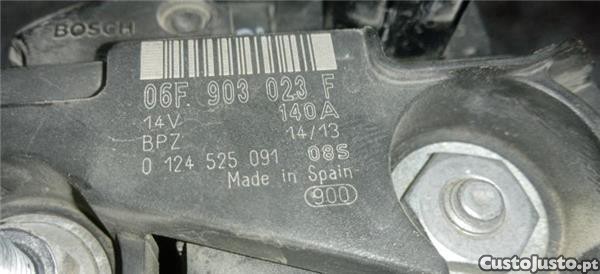 BOSCH
06F. 903 023 F
14V 140A
BPZ 14/13
0 124 525 091 08S
Made in Spain
900
CustoJusto.pt